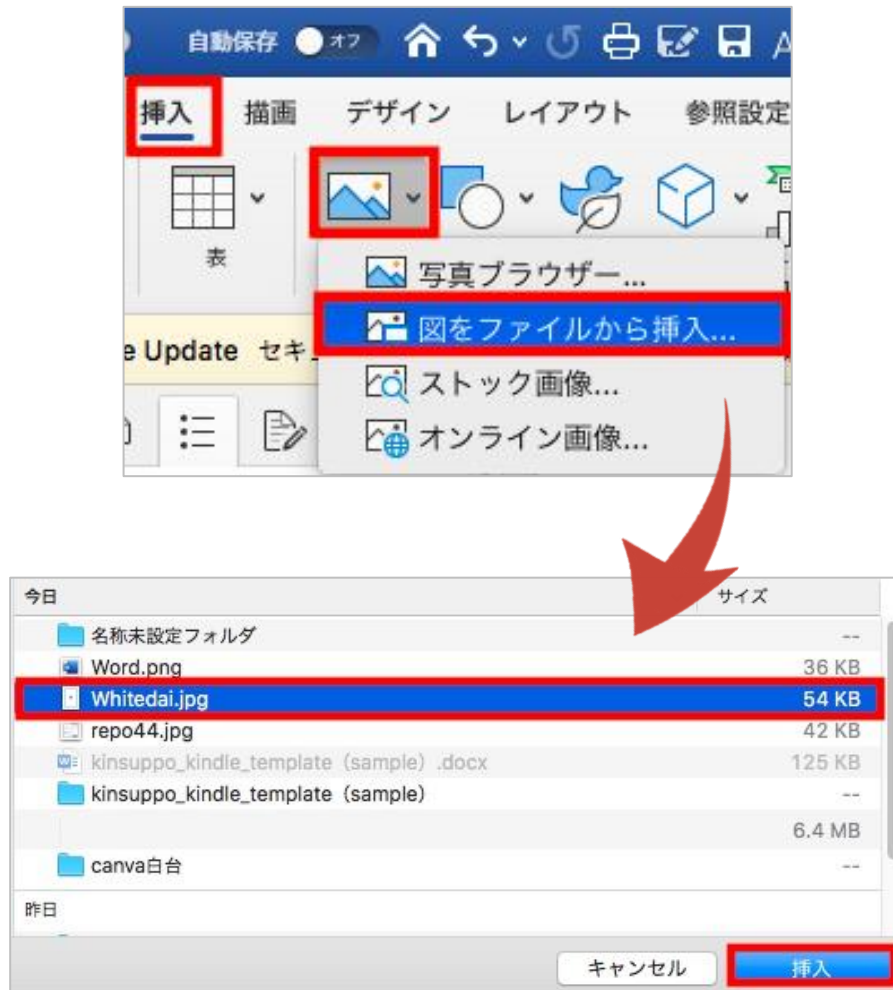 自動保存 オフ
挿入 描画 デザイン レイアウト 参照設定
表
写真ブラウザー...
図をファイルから挿入...
e Update セキュ
ストック画像...
オンライン画像...
今日 サイズ
名称未設定フォルダ --
Word.png 36 KB
Whitedai.jpg 54 KB
repo44.jpg 42 KB
kinsuppo_kindle_template（sample）.docx 125 KB
kinsuppo_kindle_template（sample） --
6.4 MB
canva白台 --
昨日
キャンセル 挿入